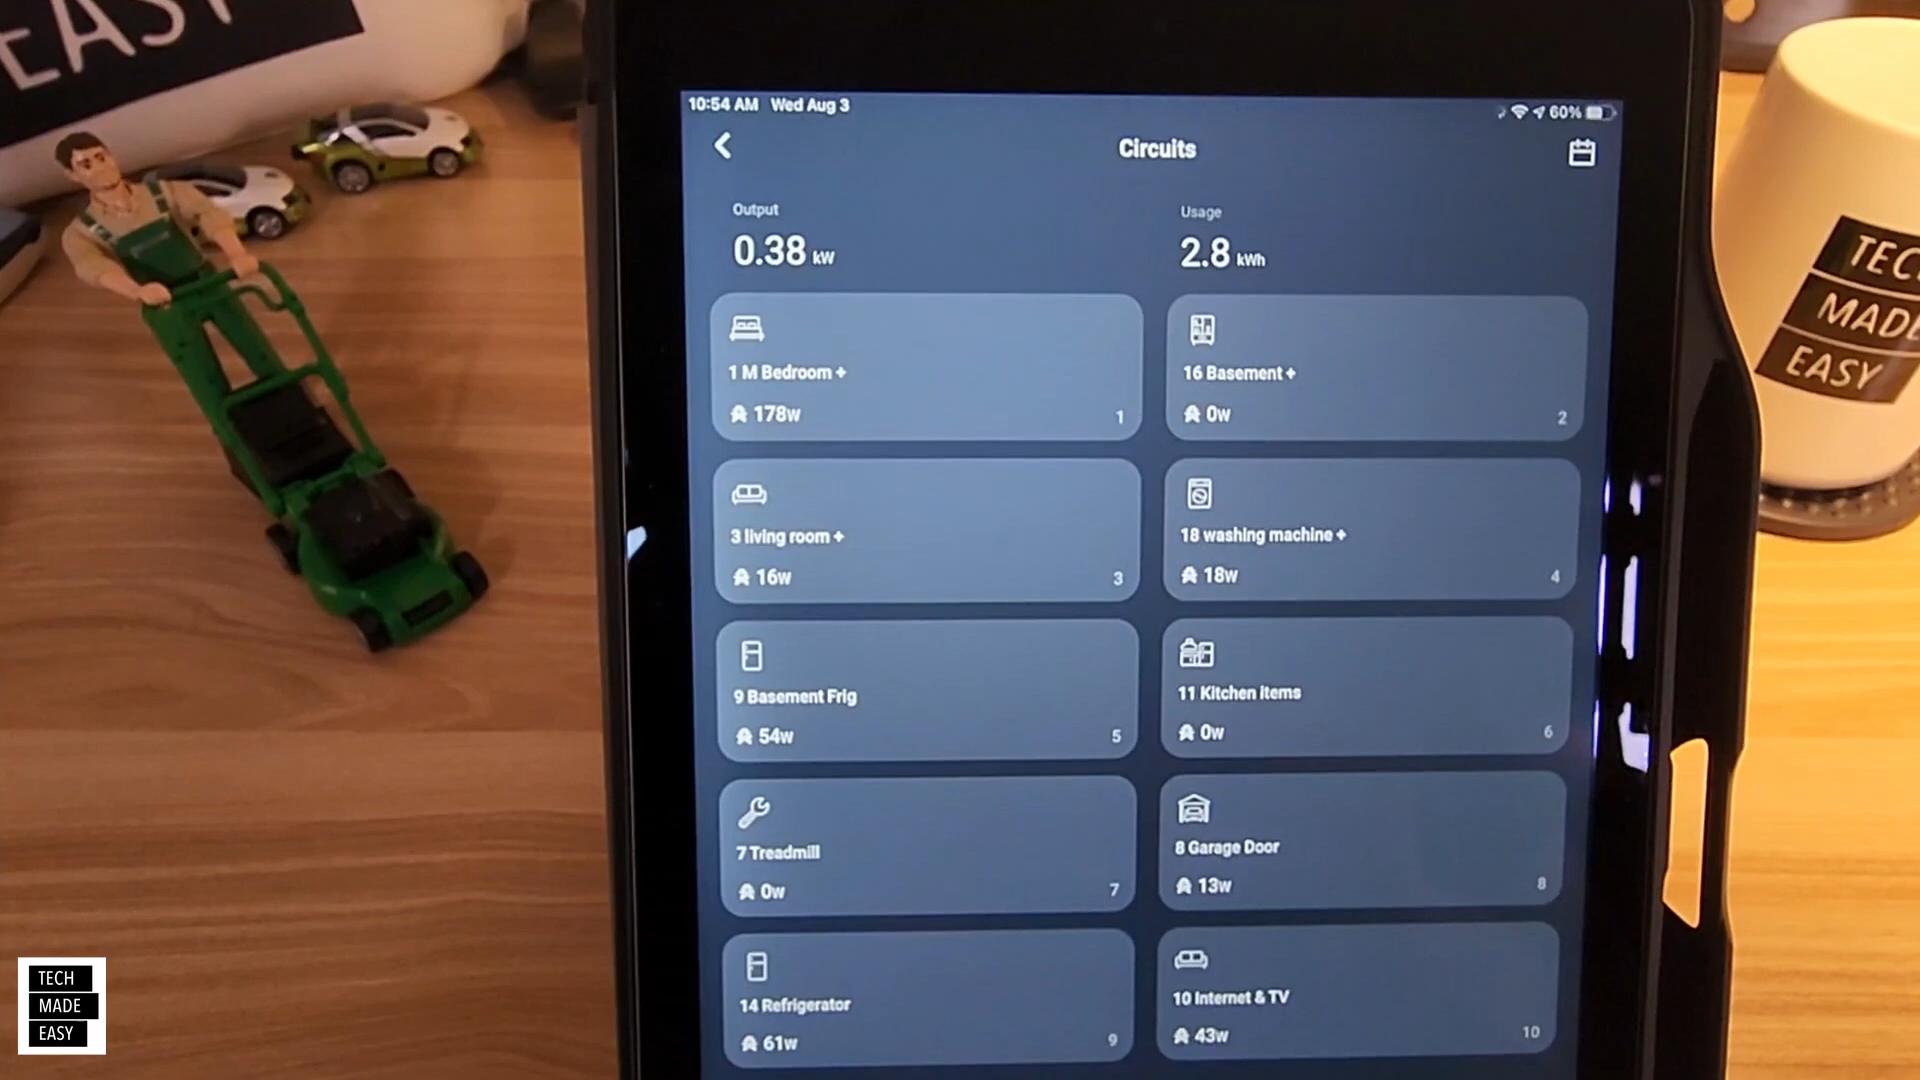 EASY
10:54 AM Wed Aug 3
60%
Circuits
Output
0.38 kW
Usage
2.8 kWh
1 M Bedroom +
178w
1
16 Basement +
0w
2
3 living room +
16w
3
18 washing machine +
18w
4
9 Basement Frig
54w
5
11 Kitchen items
0w
6
7 Treadmill
0w
7
8 Garage Door
13w
8
14 Refrigerator
61w
9
10 Internet & TV
43w
10
TEC
MADE
EASY
TECH
MADE
EASY